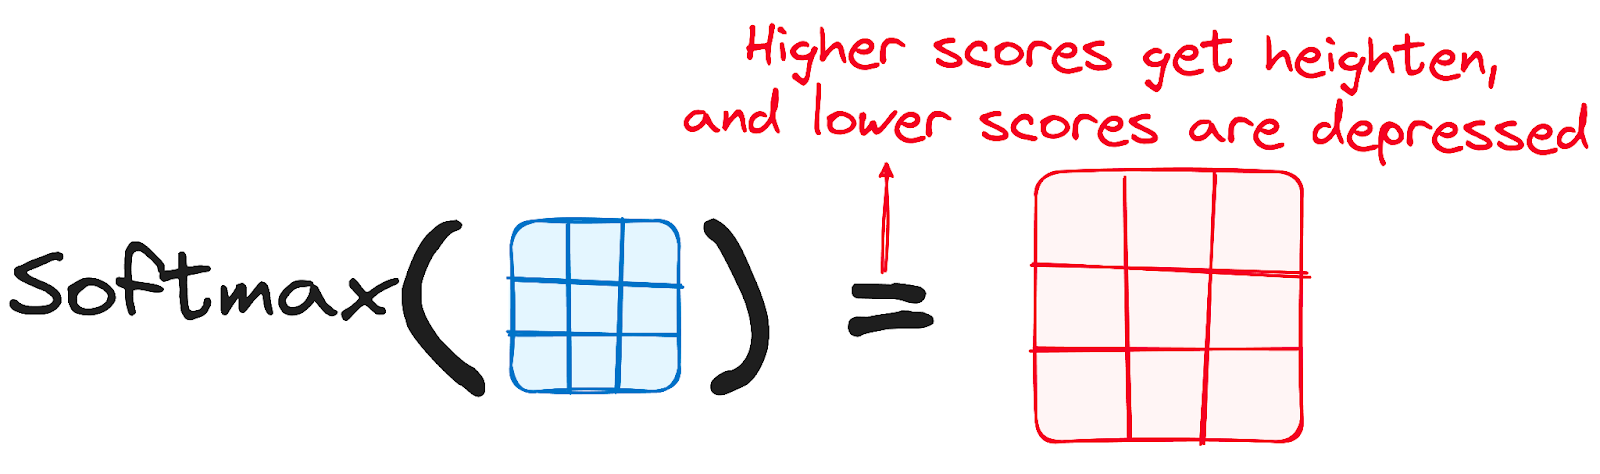 Higher scores get heighten,
and lower scores are depressed
Softmax( ) =